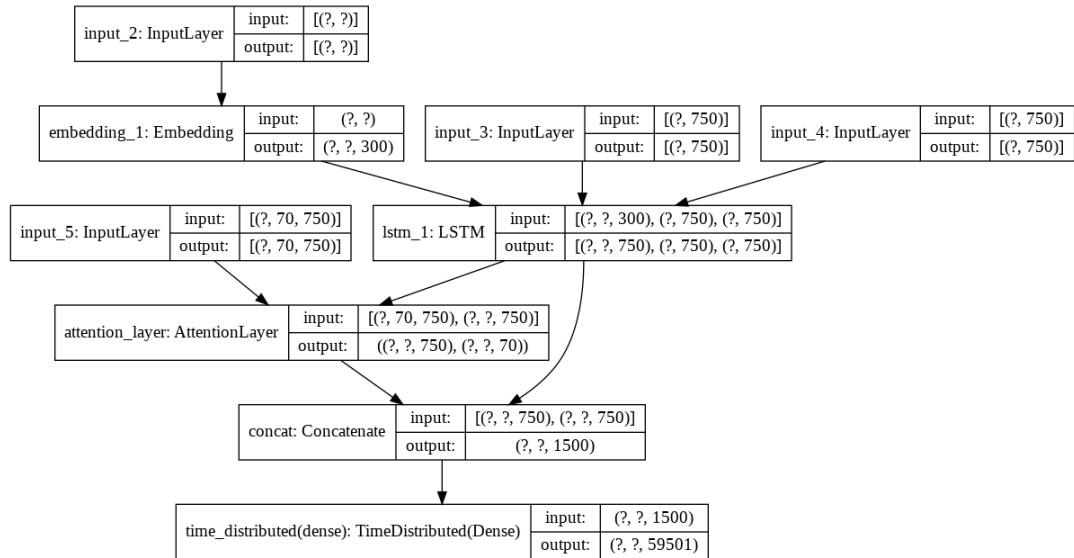 input_2: InputLayer
input: [(?, ?)]
output: [(?, ?)]
embedding_1: Embedding
input: (?, ?)
output: (?, ?, 300)
input_3: InputLayer
input: [(?, 750)]
output: [(?, 750)]
input_4: InputLayer
input: [(?, 750)]
output: [(?, 750)]
input_5: InputLayer
input: [(?, 70, 750)]
output: [(?, 70, 750)]
lstm_1: LSTM
input: [(?, ?, 300), (?, 750), (?, 750)]
output: [(?, ?, 750), (?, 750), (?, 750)]
attention_layer: AttentionLayer
input: [(?, 70, 750), (?, ?, 750)]
output: ((?, ?, 750), (?, ?, 70))
concat: Concatenate
input: [(?, ?, 750), (?, ?, 750)]
output: (?, ?, 1500)
time_distributed(dense): TimeDistributed(Dense)
input: (?, ?, 1500)
output: (?, ?, 59501)